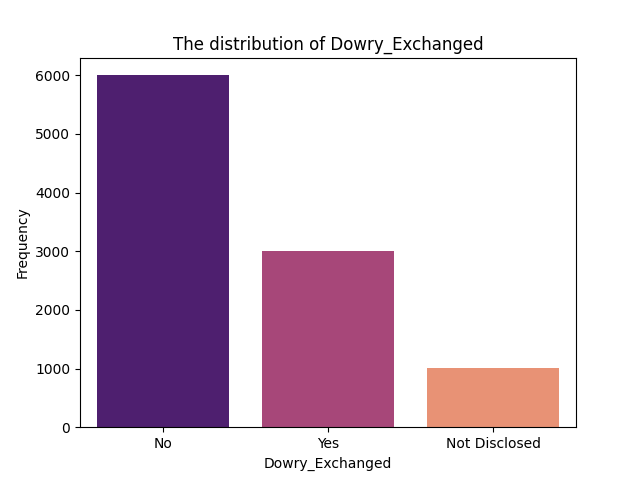 The distribution of Dowry_Exchanged
6000
5000
4000
3000
2000
1000
0
Frequency
No
Yes
Not Disclosed
Dowry_Exchanged